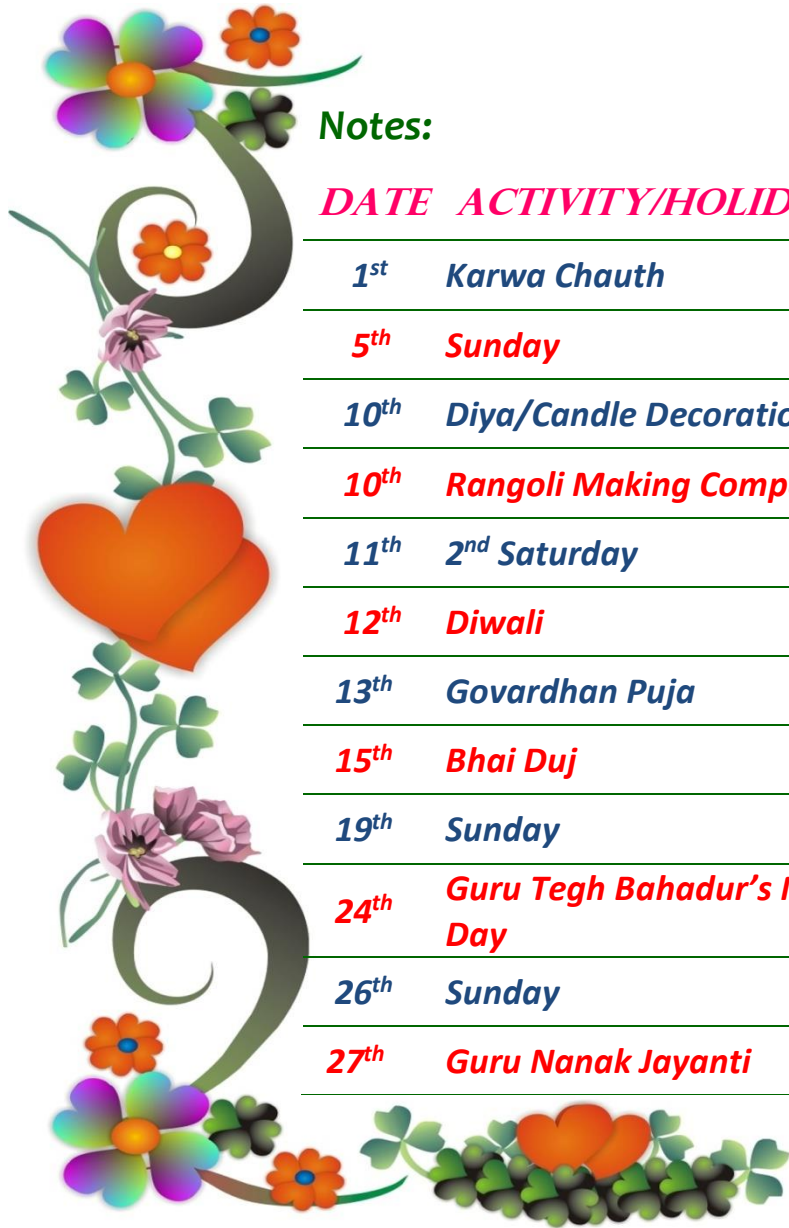 Notes:
DATE ACTIVITY/HOLID
1st Karwa Chauth
5th Sunday
10th Diya/Candle Decoratio
10th Rangoli Making Comp
11th 2nd Saturday
12th Diwali
13th Govardhan Puja
15th Bhai Duj
19th Sunday
24th Guru Tegh Bahadur’s
Day
26th Sunday
27th Guru Nanak Jayanti